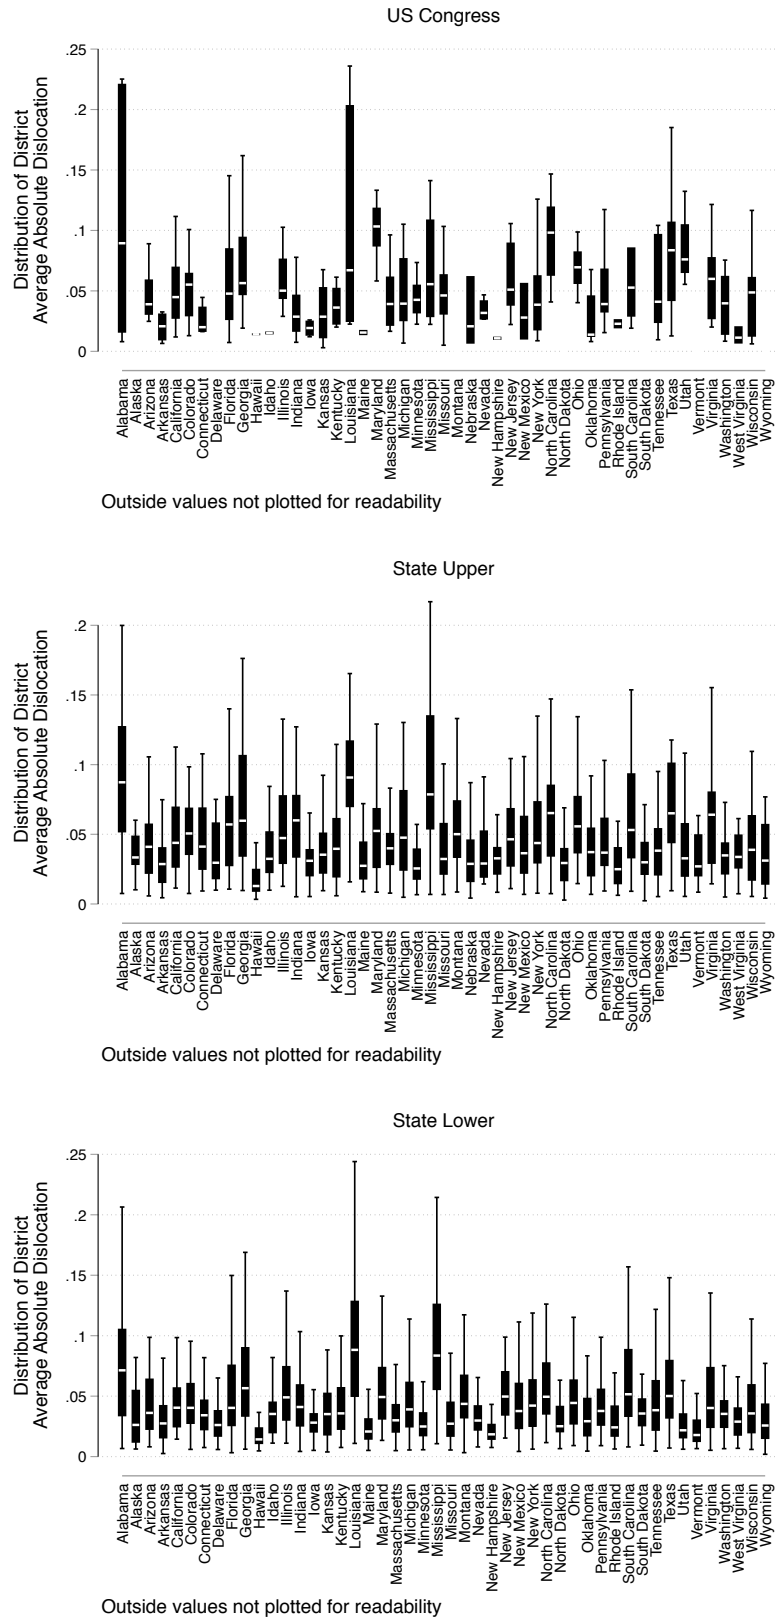 US Congress
Distribution of District
Average Absolute Dislocation
.25
.2
.15
.1
.05
0
Alabama
Alaska
Arizona
Arkansas
California
Colorado
Connecticut
Delaware
Florida
Georgia
Hawaii
Idaho
Illinois
Indiana
Iowa
Kansas
Kentucky
Louisiana
Maine
Maryland
Massachusetts
Michigan
Minnesota
Mississippi
Missouri
Montana
Nebraska
Nevada
New Hampshire
New Jersey
New Mexico
New York
North Carolina
North Dakota
Ohio
Oklahoma
Pennsylvania
Rhode Island
South Carolina
South Dakota
Tennessee
Texas
Utah
Vermont
Virginia
Washington
West Virginia
Wisconsin
Wyoming
Outside values not plotted for readability
State Upper
Distribution of District
Average Absolute Dislocation
.2
.15
.1
.05
0
Alabama
Alaska
Arizona
Arkansas
California
Colorado
Connecticut
Delaware
Florida
Georgia
Hawaii
Idaho
Illinois
Indiana
Iowa
Kansas
Kentucky
Louisiana
Maine
Maryland
Massachusetts
Michigan
Minnesota
Mississippi
Missouri
Montana
Nebraska
Nevada
New Hampshire
New Jersey
New Mexico
New York
North Carolina
North Dakota
Ohio
Oklahoma
Pennsylvania
Rhode Island
South Carolina
South Dakota
Tennessee
Texas
Utah
Vermont
Virginia
Washington
West Virginia
Wisconsin
Wyoming
Outside values not plotted for readability
State Lower
Distribution of District
Average Absolute Dislocation
.25
.2
.15
.1
.05
0
Alabama
Alaska
Arizona
Arkansas
California
Colorado
Connecticut
Delaware
Florida
Georgia
Hawaii
Idaho
Illinois
Indiana
Iowa
Kansas
Kentucky
Louisiana
Maine
Maryland
Massachusetts
Michigan
Minnesota
Mississippi
Missouri
Montana
Nevada
New Hampshire
New Jersey
New Mexico
New York
North Carolina
North Dakota
Ohio
Oklahoma
Pennsylvania
Rhode Island
South Carolina
South Dakota
Tennessee
Texas
Utah
Vermont
Virginia
Washington
West Virginia
Wisconsin
Wyoming
Outside values not plotted for readability